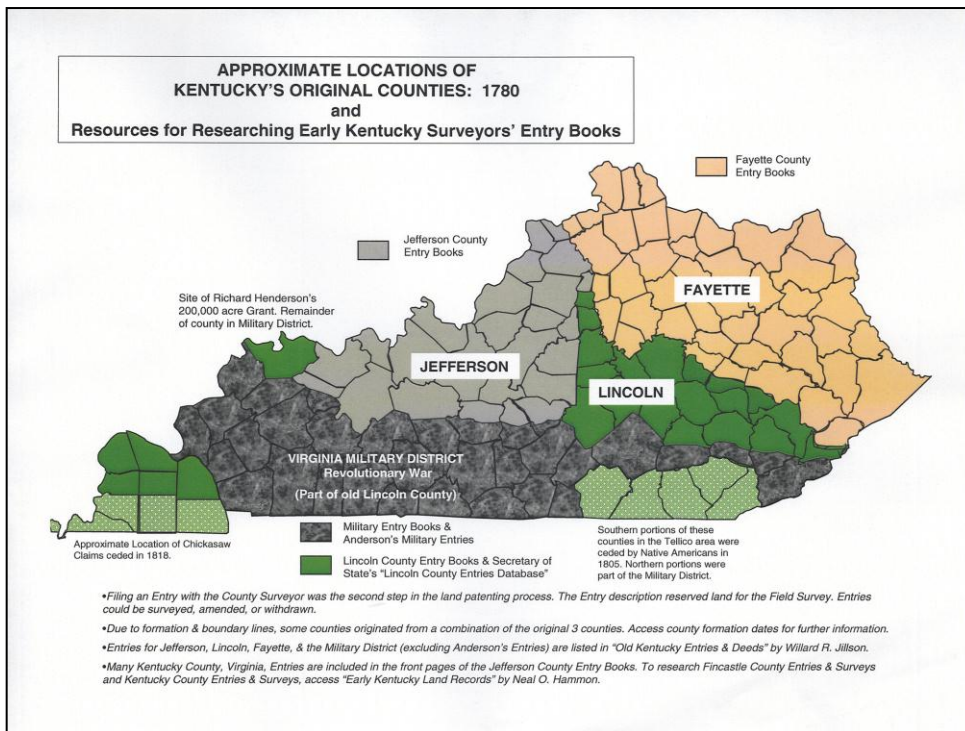 APPROXIMATE LOCATIONS OF
KENTUCKY'S ORIGINAL COUNTIES: 1780
and
Resources for Researching Early Kentucky Surveyors' Entry Books
Fayette County
Entry Books
Jefferson County
Entry Books
Site of Richard Henderson's
200,000 acre Grant. Remainder
of county in Military District.
FAYETTE
JEFFERSON
LINCOLN
VIRGINIA MILITARY DISTRICT
Revolutionary War
(Part of old Lincoln County)
Approximate Location of Chickasaw
Claims ceded in 1818.
Military Entry Books &
Anderson's Military Entries
Lincoln County Entry Books & Secretary of
State's "Lincoln County Entries Database"
Southern portions of these
counties in the Tellico area were
ceded by Native Americans in
1805. Northern portions were
part of the Military District.
•Filing an Entry with the County Surveyor was the second step in the land patenting process. The Entry description reserved land for the Field Survey. Entries
could be surveyed, amended, or withdrawn.
•Due to formation & boundary lines, some counties originated from a combination of the original 3 counties. Access county formation dates for further information.
•Entries for Jefferson, Lincoln, Fayette, & the Military District (excluding Anderson's Entries) are listed in "Old Kentucky Entries & Deeds" by Willard R. Jillson.
•Many Kentucky County, Virginia, Entries are included in the front pages of the Jefferson County Entry Books. To research Fincastle County Entries & Surveys
and Kentucky County Entries & Surveys, access "Early Kentucky Land Records" by Neal O. Hammon.